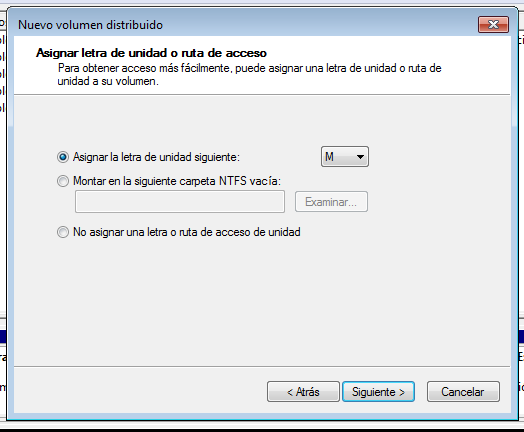 Nuevo volumen distribuido
Asignar letra de unidad o ruta de acceso
Para obtener acceso más fácilmente, puede asignar una letra de unidad o ruta de
unidad a su volumen.
Asignar la letra de unidad siguiente:
M
Montar en la siguiente carpeta NTFS vacía:
Examinar...
No asignar una letra o ruta de acceso de unidad
< Atrás
Siguiente >
Cancelar